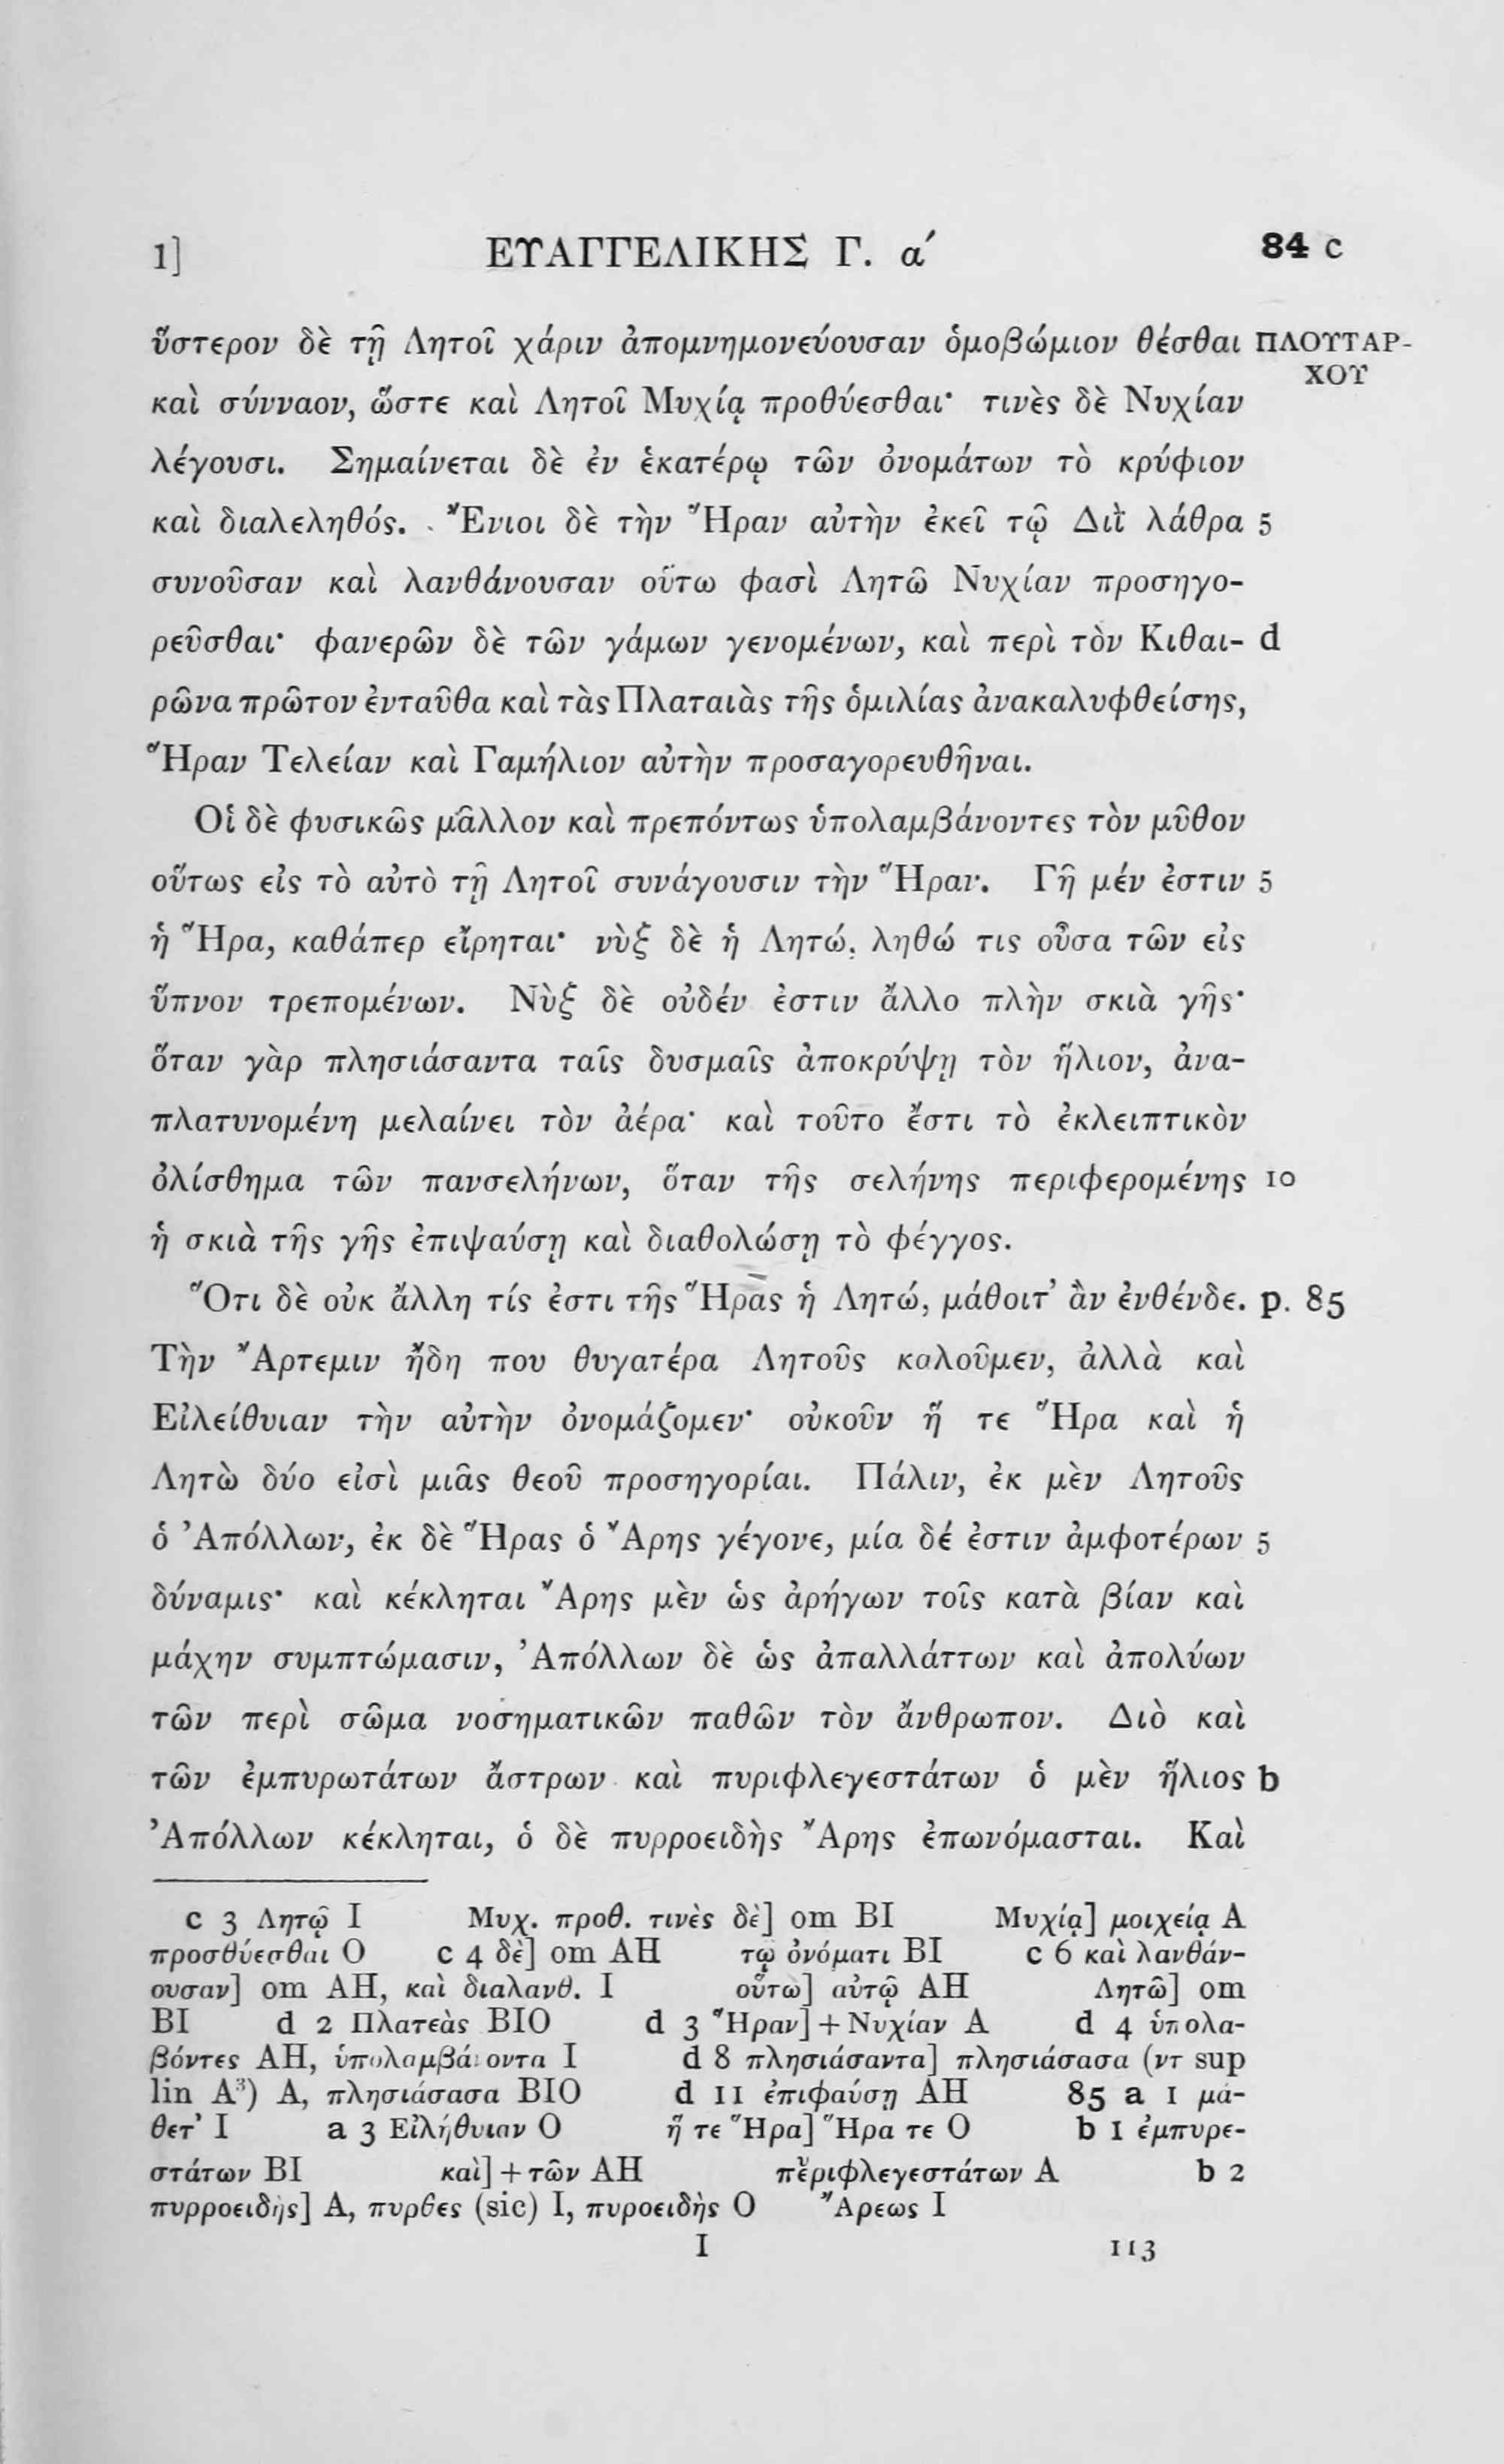 1] ΕΥΑΓΓΕΛΙΚΗΣ Γ. α´ 84 c
ὕστερον δὲ τῇ Λητοῖ χάριν ἀπομνημονεύουσαν ὁμοβώμιον θέσθαι ΠΛΟΥΤΑΡ-
ΧΟΥ
καὶ σύνναον, ὥστε καὶ Λητοῖ Μυχίᾳ προθύεσθαι· τινὲς δὲ Νυχίαν
λέγουσι. Σημαίνεται δὲ ἐν ἑκατέρῳ τῶν ὀνομάτων τὸ κρύφιον
καὶ διαλεληθός. Ἔνιοι δὲ τὴν Ἥραν αὐτὴν ἐκεῖ τῷ Διῒ λάθρα 5
συνοῦσαν καὶ λανθάνουσαν οὕτω φασὶ Λητῶ Νυχίαν προσηγο-
ρεῦσθαι· φανερῶν δὲ τῶν γάμων γενομένων, καὶ περὶ τὸν Κιθαι- d
ρῶνα πρῶτον ἐνταῦθα καὶ τὰς Πλαταιὰς τῆς ὁμιλίας ἀνακαλυφθείσης,
Ἥραν Τελείαν καὶ Γαμήλιον αὐτὴν προσαγορευθῆναι.
Οἱ δὲ φυσικῶς μᾶλλον καὶ πρεπόντως ὑπολαμβάνοντες τὸν μῦθον
οὕτως εἰς τὸ αὐτὸ τῇ Λητοῖ συνάγουσιν τὴν Ἥραν. Γῆ μέν ἐστιν 5
ἡ Ἥρα, καθάπερ εἴρηται· νὺξ δὲ ἡ Λητώ, ληθώ τις οὖσα τῶν εἰς
ὕπνον τρεπομένων. Νὺξ δὲ οὐδέν ἐστιν ἄλλο πλὴν σκιὰ γῆς·
ὅταν γὰρ πλησιάσαντα ταῖς δυσμαῖς ἀποκρύψῃ τὸν ἥλιον, ἀνα-
πλατυνομένη μελαίνει τὸν ἀέρα· καὶ τοῦτο ἔστι τὸ ἐκλειπτικὸν
ὀλίσθημα τῶν πανσελήνων, ὅταν τῆς σελήνης περιφερομένης 10
ἡ σκιὰ τῆς γῆς ἐπιψαύσῃ καὶ διαθολώσῃ τὸ φέγγος.
Ὅτι δὲ οὐκ ἄλλη τίς ἐστι τῆς Ἥρας ἡ Λητώ, μάθοιτ᾽ ἂν ἐνθένδε. p. 85
Τὴν Ἄρτεμιν ἤδη που θυγατέρα Λητοῦς καλοῦμεν, ἀλλὰ καὶ
Εἰλείθυιαν τὴν αὐτὴν ὀνομάζομεν· οὐκοῦν ἥ τε Ἥρα καὶ ἡ
Λητὼ δύο εἰσὶ μιᾶς θεοῦ προσηγορίαι. Πάλιν, ἐκ μὲν Λητοῦς
ὁ Ἀπόλλων, ἐκ δὲ Ἥρας ὁ Ἄρης γέγονε, μία δέ ἐστιν ἀμφοτέρων 5
δύναμις· καὶ κέκληται Ἄρης μὲν ὡς ἀρήγων τοῖς κατὰ βίαν καὶ
μάχην συμπτώμασιν, Ἀπόλλων δὲ ὡς ἀπαλλάττων καὶ ἀπολύων
τῶν περὶ σῶμα νοσηματικῶν παθῶν τὸν ἄνθρωπον. Διὸ καὶ
τῶν ἐμπυρωτάτων ἄστρων καὶ πυριφλεγεστάτων ὁ μὲν ἥλιος b
Ἀπόλλων κέκληται, ὁ δὲ πυρροειδὴς Ἄρης ἐπωνόμασται. Καὶ
c 3 Λητῷ I Μυχ. προθ. τινὲς δὲ] om BI Μυχίᾳ] μοιχείᾳ A
προσθύεσθαι O c 4 δὲ] om AH τῳ ὀνόματι BI c 6 καὶ λανθάν-
ουσαν] om AH, καὶ διαλανθ. I οὕτω] αὐτῷ AH Λητῶ] om
BI d 2 Πλατεὰς BIO d 3 Ἥραν] + Νυχίαν A d 4 ὑπολα-
βόντες AH, ὑπολαμβάνοντα I d 8 πλησιάσαντα] πλησιάσασα (ντ sup
lin A³) A, πλησιάσασα BIO d 11 ἐπιφαύσῃ AH 85 a 1 μά-
θετ᾽ I a 3 Εἰλήθυιαν O ἥ τε Ἥρα] Ἥρα τε O b 1 ἐμπυρε-
στάτων BI καὶ] + τῶν AH περιφλεγεστάτων A b 2
πυρροειδὴς] A, πυρθες (sic) I, πυροειδὴς O Ἄρεως I
I 113